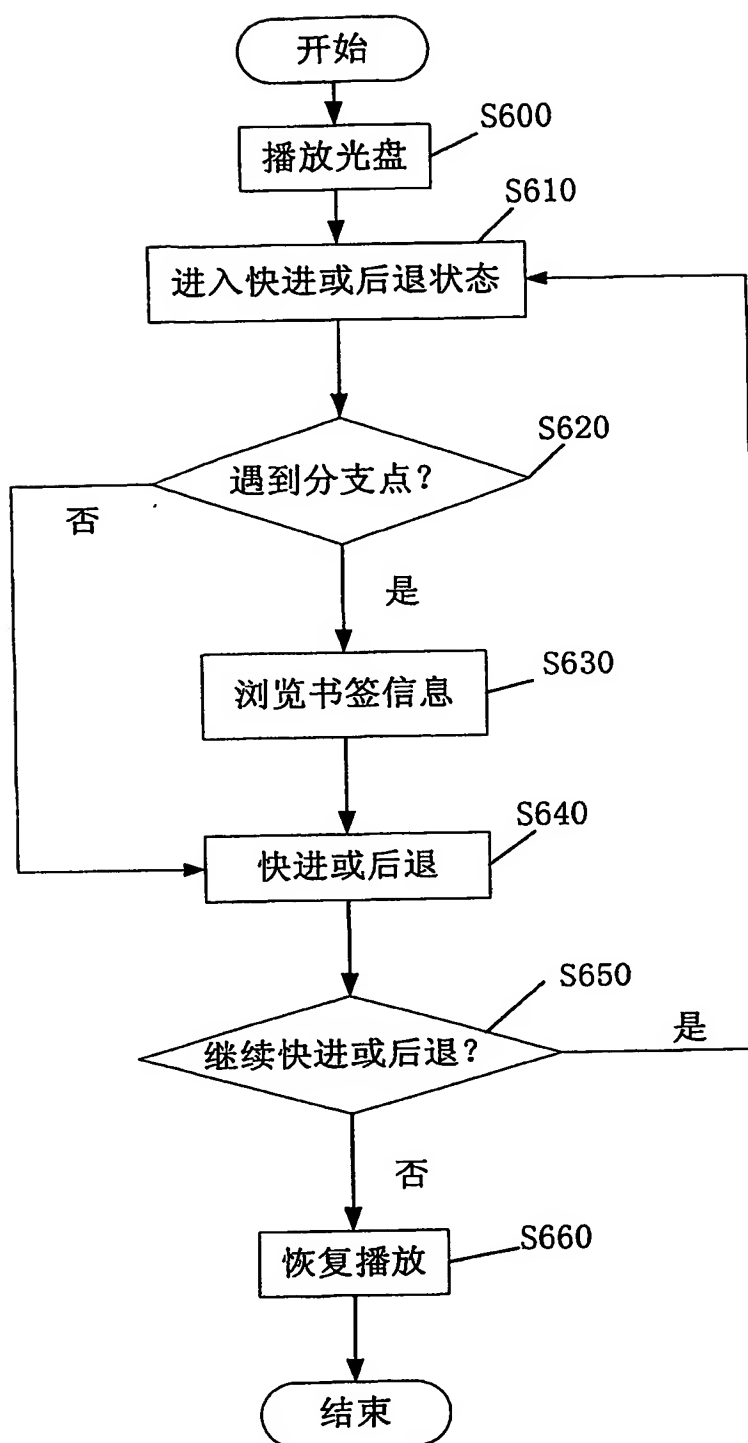 开始
S600
播放光盘
S610
进入快进或后退状态
S620
遇到分支点？
否
是
S630
浏览书签信息
S640
快进或后退
S650
继续快进或后退？
是
否
S660
恢复播放
结束